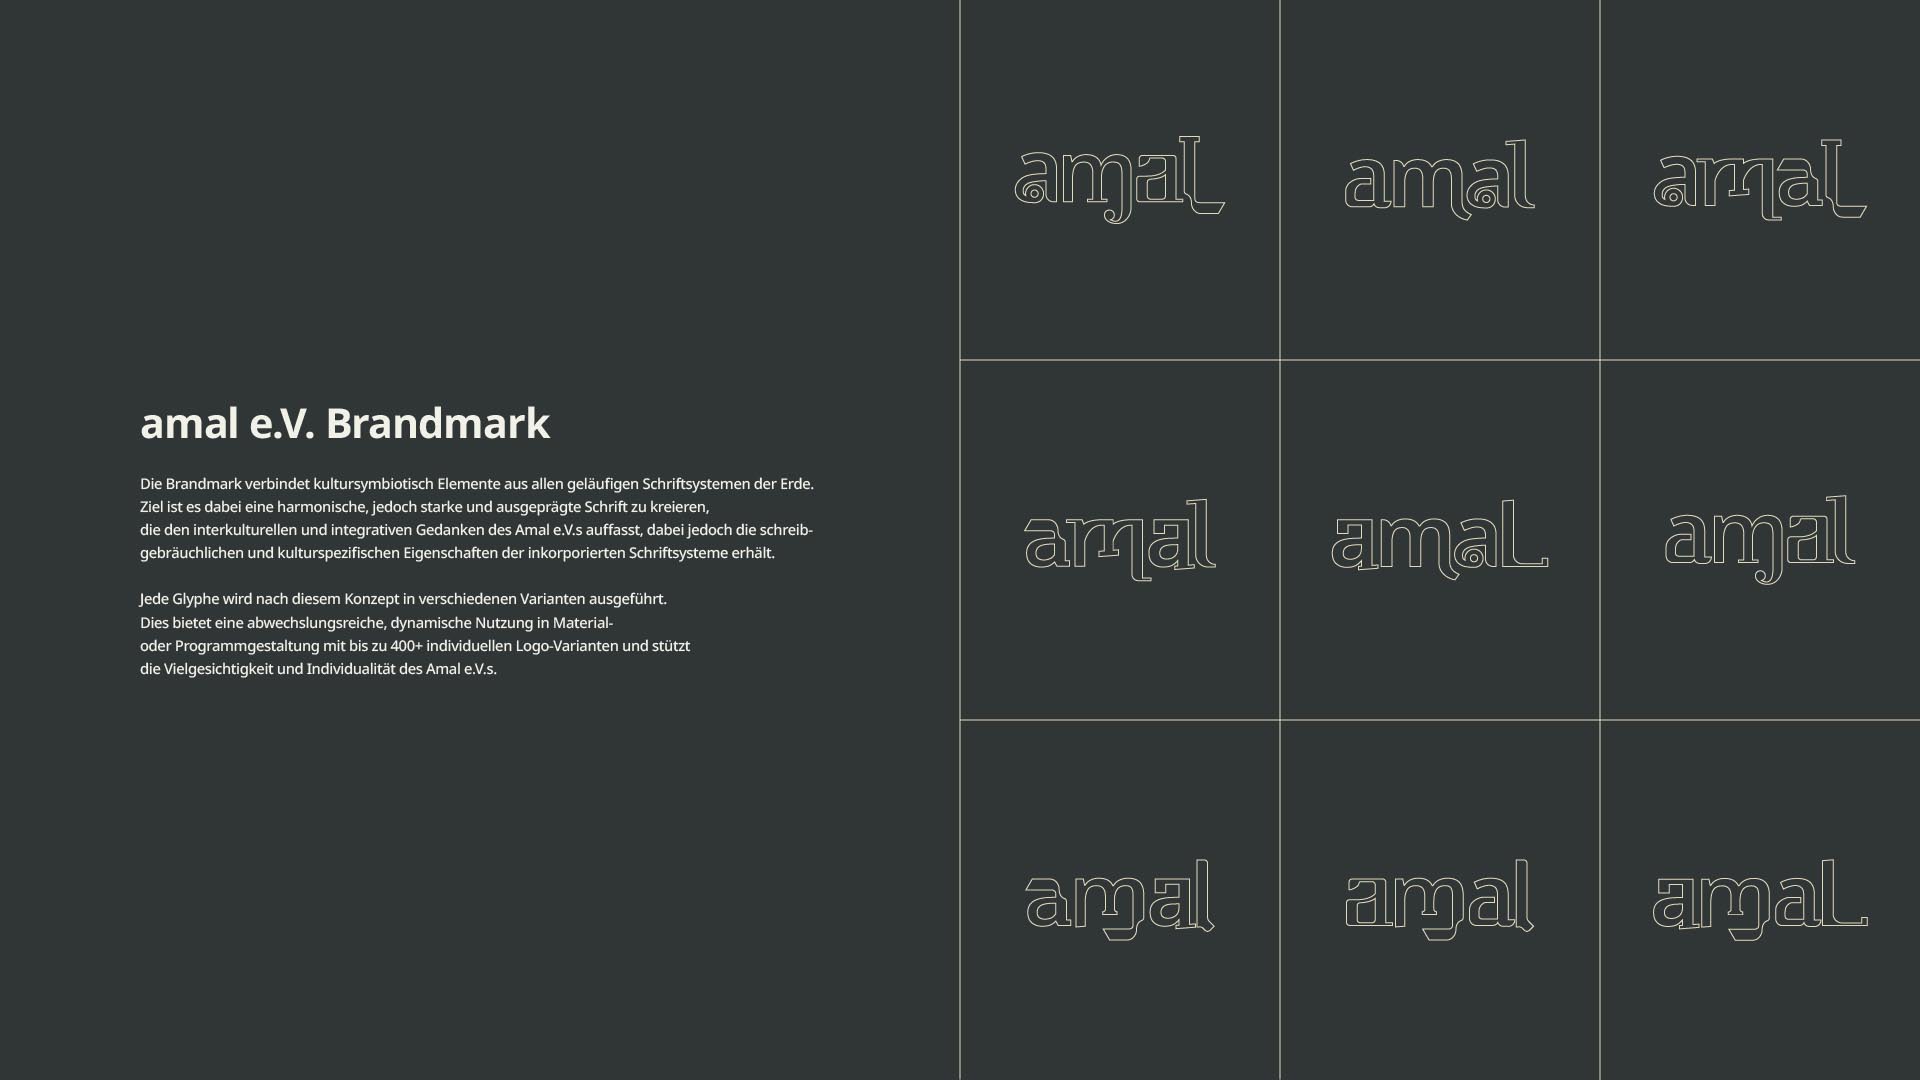 amal e.V. Brandmark
Die Brandmark verbindet kultursymbiotisch Elemente aus allen geläufigen Schriftsystemen der Erde.
Ziel ist es dabei eine harmonische, jedoch starke und ausgeprägte Schrift zu kreieren,
die den interkulturellen und integrativen Gedanken des Amal e.V.s auffasst, dabei jedoch die schreib-
gebräuchlichen und kulturspezifischen Eigenschaften der inkorporierten Schriftsysteme erhält.
Jede Glyphe wird nach diesem Konzept in verschiedenen Varianten ausgeführt.
Dies bietet eine abwechslungsreiche, dynamische Nutzung in Material-
oder Programmgestaltung mit bis zu 400+ individuellen Logo-Varianten und stützt
die Vielgesichtigkeit und Individualität des Amal e.V.s.
amal
amal
amal
amal
amal
amal
amal
amal
amal